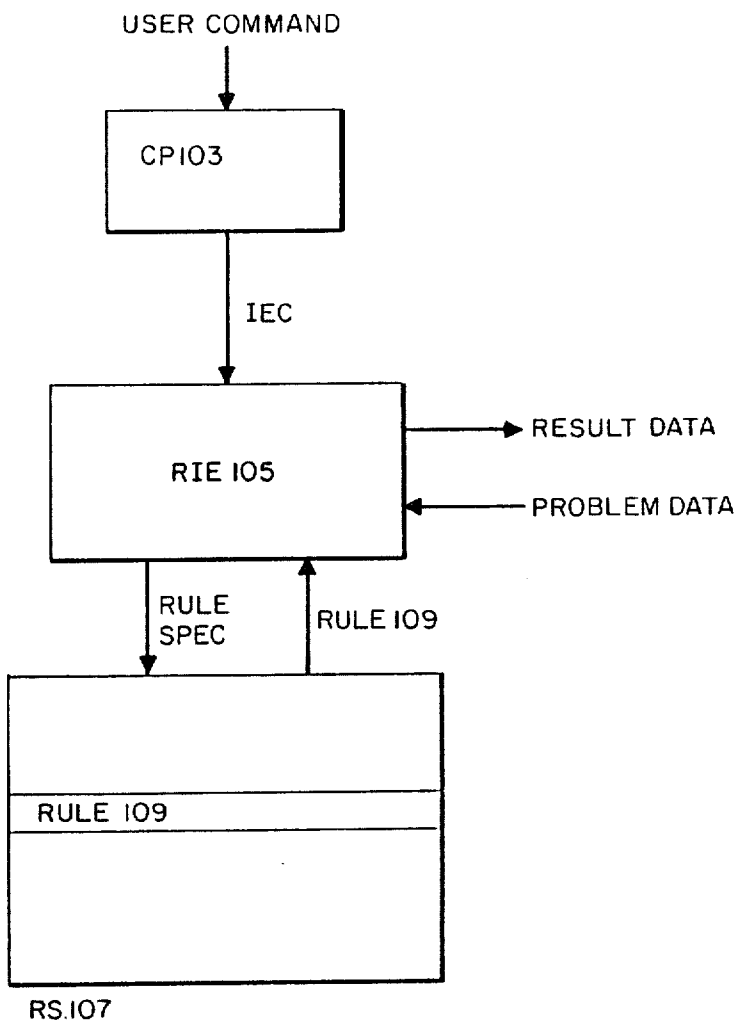 USER COMMAND
CP103
IEC
RIE 105
RESULT DATA
PROBLEM DATA
RULE
SPEC
RULE 109
RULE 109
RS.107